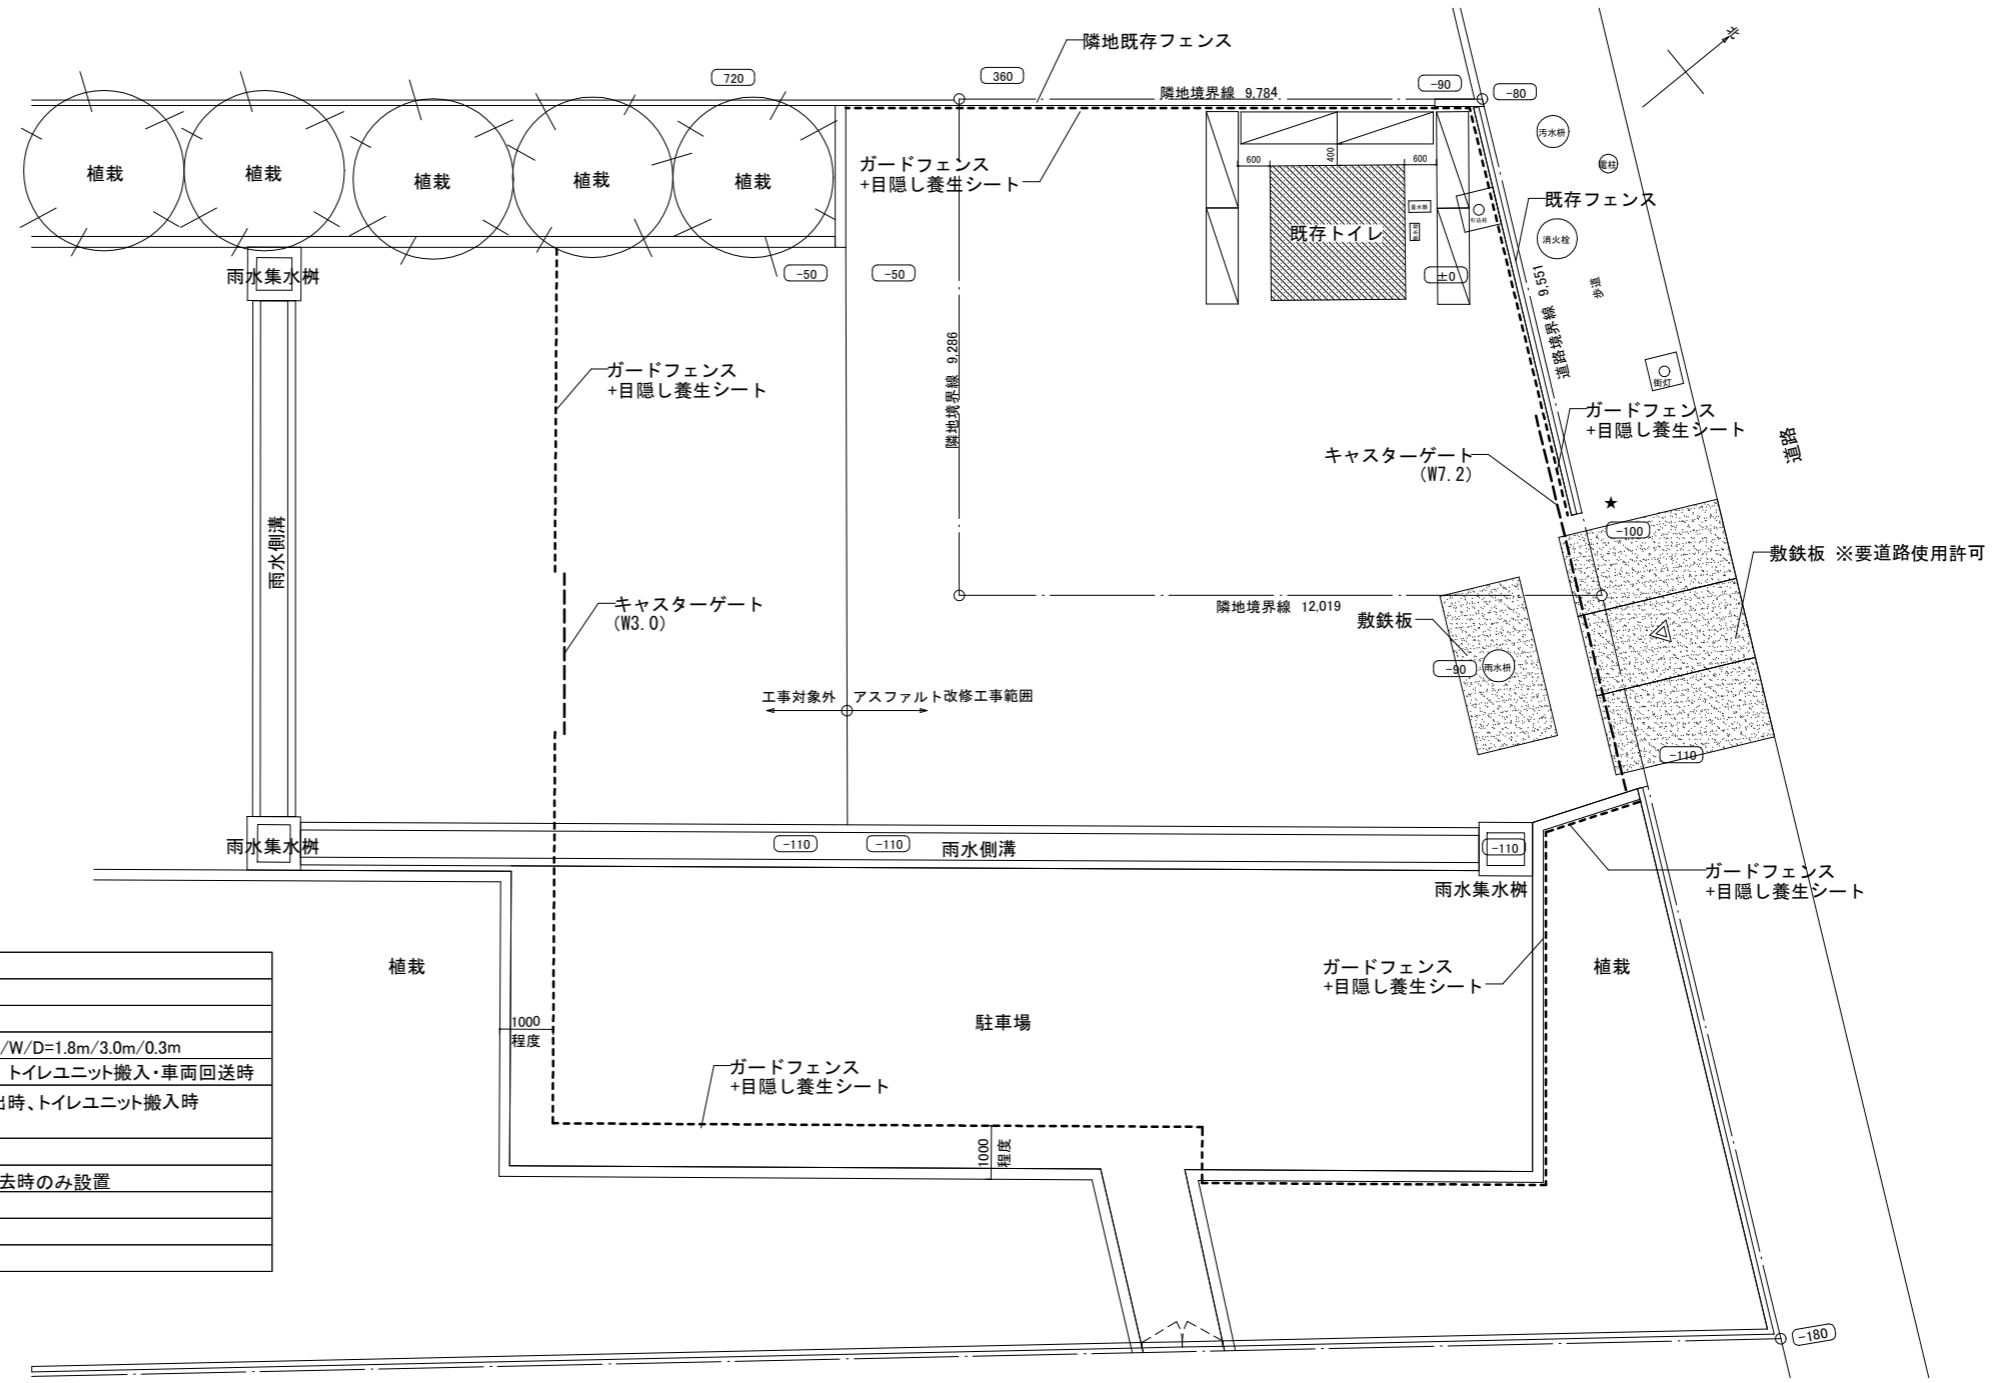 隣地既存フェンス
北
720
360
-90
-80
隣地境界線 9,784
汚水桝
電柱
植栽
植栽
植栽
植栽
植栽
ガードフェンス
+目隠し養生シート
600
400
600
既存フェンス
量水器
引込柱
既存トイレ
消火栓
雨水集水桝
-50
-50
±0
歩道
道路境界線 9,551
隣地境界線 9,286
ガードフェンス
+目隠し養生シート
街灯
ガードフェンス
+目隠し養生シート
道路
キャスターゲート
(W7.2)
★
-100
雨水側溝
敷鉄板 ※要道路使用許可
キャスターゲート
(W3.0)
隣地境界線 12,019
敷鉄板
-90
雨水桝
工事対象外
アスファルト改修工事範囲
-110
雨水集水桝
-110
-110
雨水側溝
-110
雨水集水桝
ガードフェンス
+目隠し養生シート
植栽
ガードフェンス
+目隠し養生シート
植栽
1000
程度
駐車場
/W/D=1.8m/3.0m/0.3m
トイレユニット搬入・車両回送時
出時、トイレユニット搬入時
ガードフェンス
+目隠し養生シート
1000
程度
去時のみ設置
-180